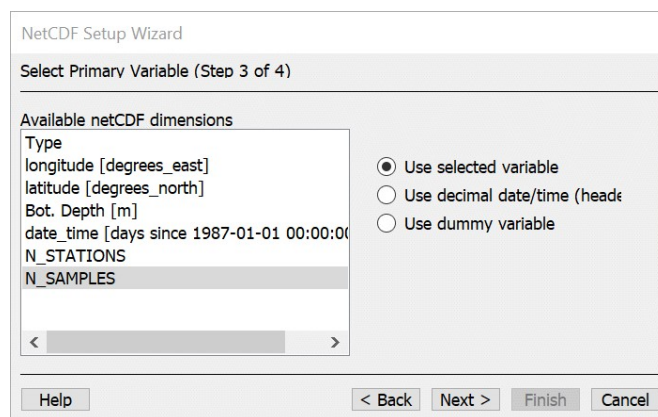 NetCDF Setup Wizard
Select Primary Variable (Step 3 of 4)
Available netCDF dimensions
Type
longitude [degrees_east]
latitude [degrees_north]
Bot. Depth [m]
date_time [days since 1987-01-01 00:00:00
N_STATIONS
N_SAMPLES
Use selected variable
Use decimal date/time (heade
Use dummy variable
Help
< Back
Next >
Finish
Cancel